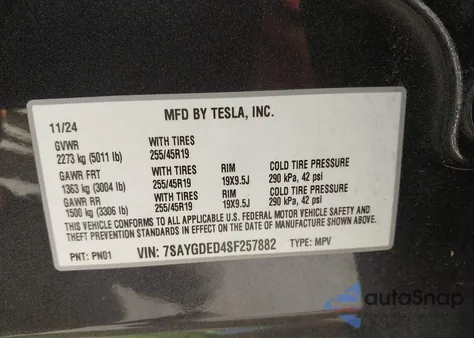 MFD BY TESLA, INC.
11/24
GVWR WITH TIRES
2273 kg (5011 lb) 255/45R19
GAWR FRT WITH TIRES RIM COLD TIRE PRESSURE
1363 kg (3004 lb) 255/45R19 19X9.5J 290 kPa, 42 psi
GAWR RR WITH TIRES RIM COLD TIRE PRESSURE
1500 kg (3306 lb) 255/45R19 19X9.5J 290 kPa, 42 psi
THIS VEHICLE CONFORMS TO ALL APPLICABLE U.S. FEDERAL MOTOR VEHICLE SAFETY AND
THEFT PREVENTION STANDARDS IN EFFECT ON THE DATE OF MANUFACTURE SHOWN ABOVE.
PNT: PN01 VIN: 7SAYGDED4SF257882 TYPE: MPV
autoSnap